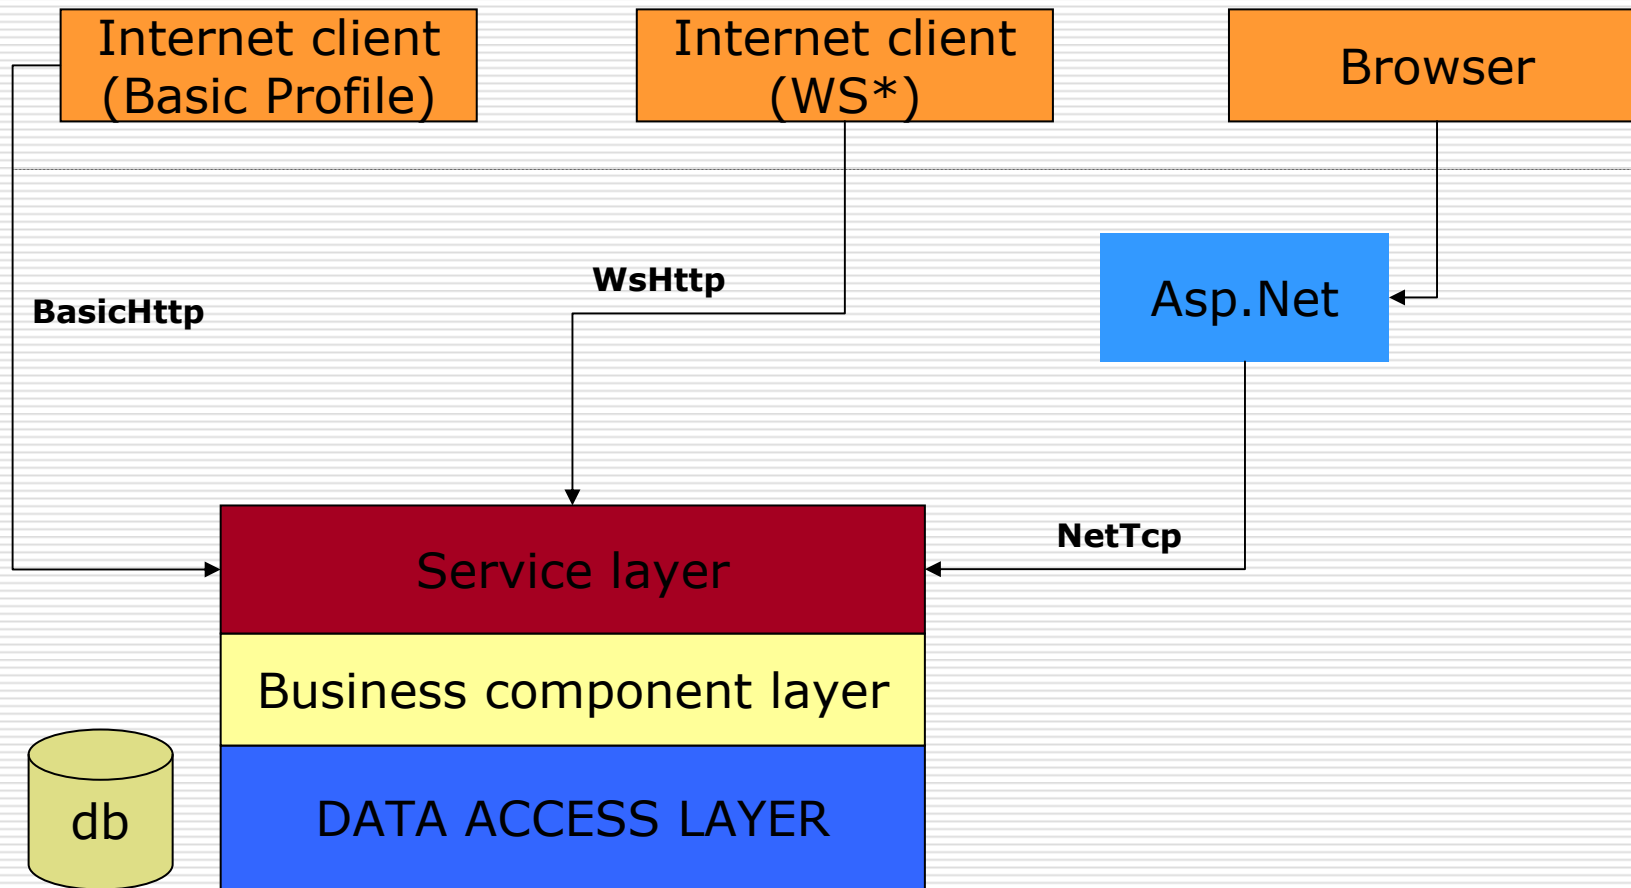 Internet client
(Basic Profile)
Internet client
(WS*)
Browser
WsHttp
BasicHttp
Asp.Net
NetTcp
Service layer
Business component layer
db
DATA ACCESS LAYER